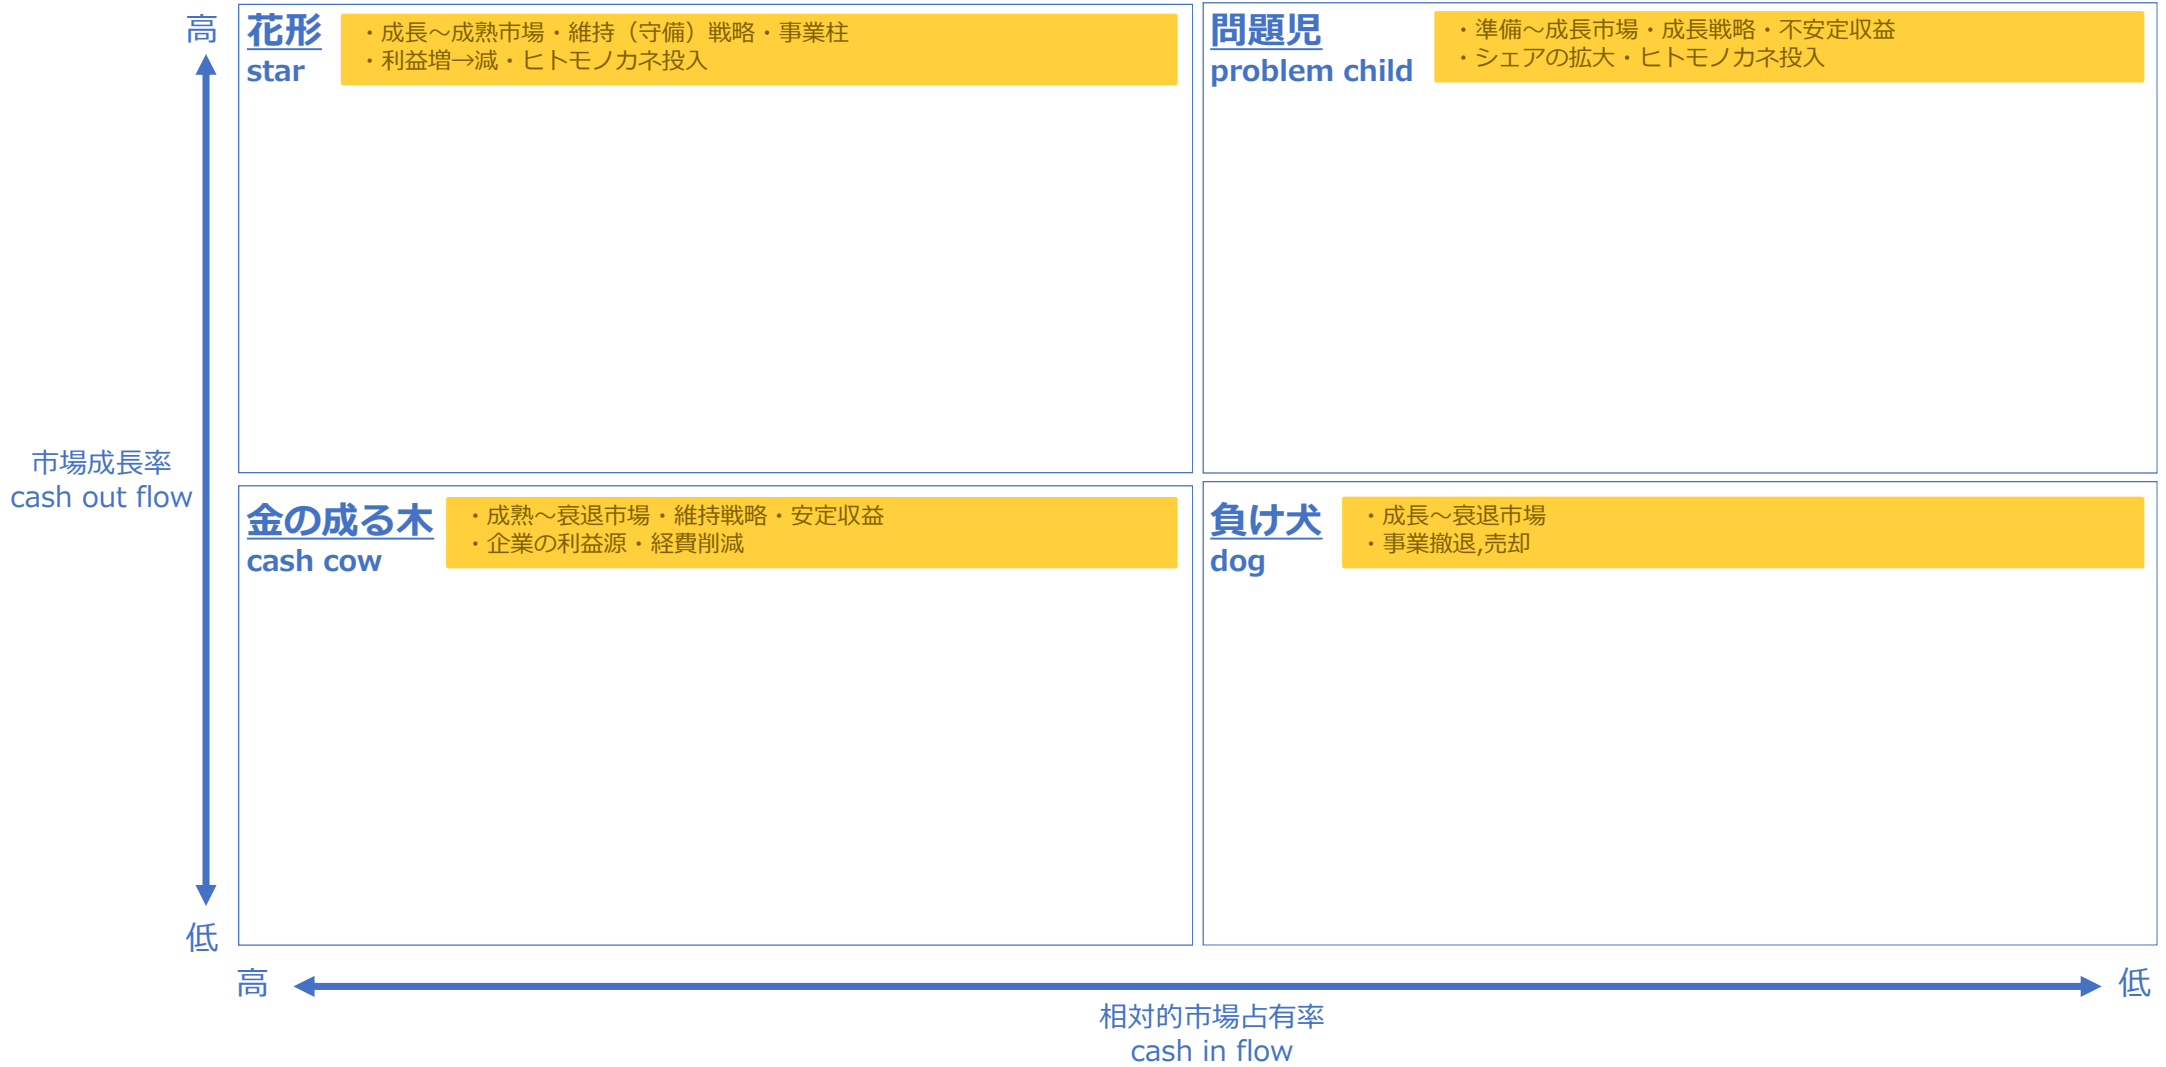 高
花形
star
・成長～成熟市場・維持（守備）戦略・事業柱
・利益増→減・ヒトモノカネ投入
問題児
problem child
・準備～成長市場・成長戦略・不安定収益
・シェアの拡大・ヒトモノカネ投入
市場成長率
cash out flow
金の成る木
cash cow
・成熟～衰退市場・維持戦略・安定収益
・企業の利益源・経費削減
負け犬
dog
・成長～衰退市場
・事業撤退,売却
低
高
低
相対的市場占有率
cash in flow